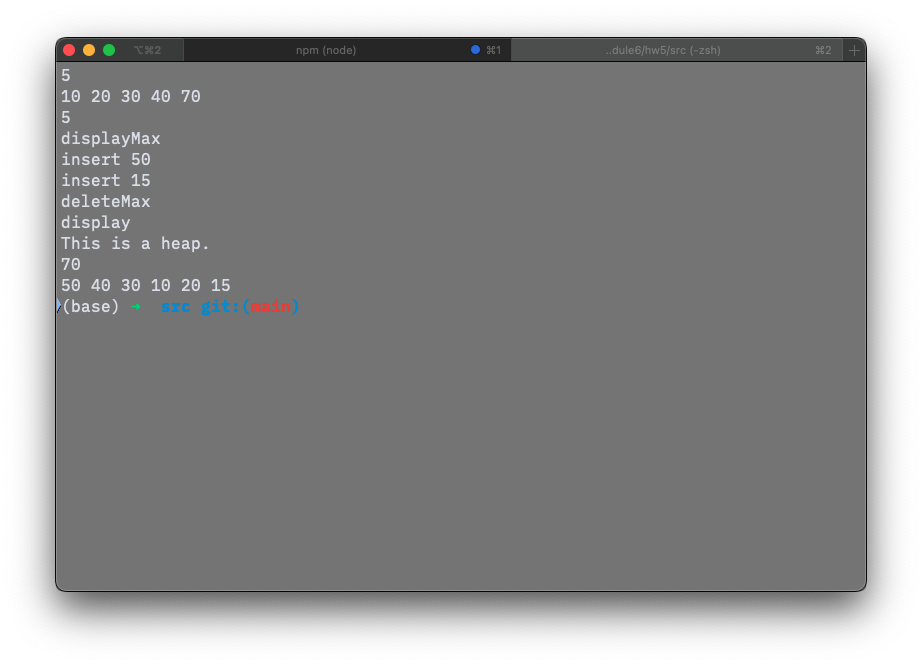 ⌥⌘2 npm (node) ⌘1 ..dule6/hw5/src (-zsh) ⌘2 +
5
10 20 30 40 70
5
displayMax
insert 50
insert 15
deleteMax
display
This is a heap.
70
50 40 30 10 20 15
(base) ➜ src git:(main)